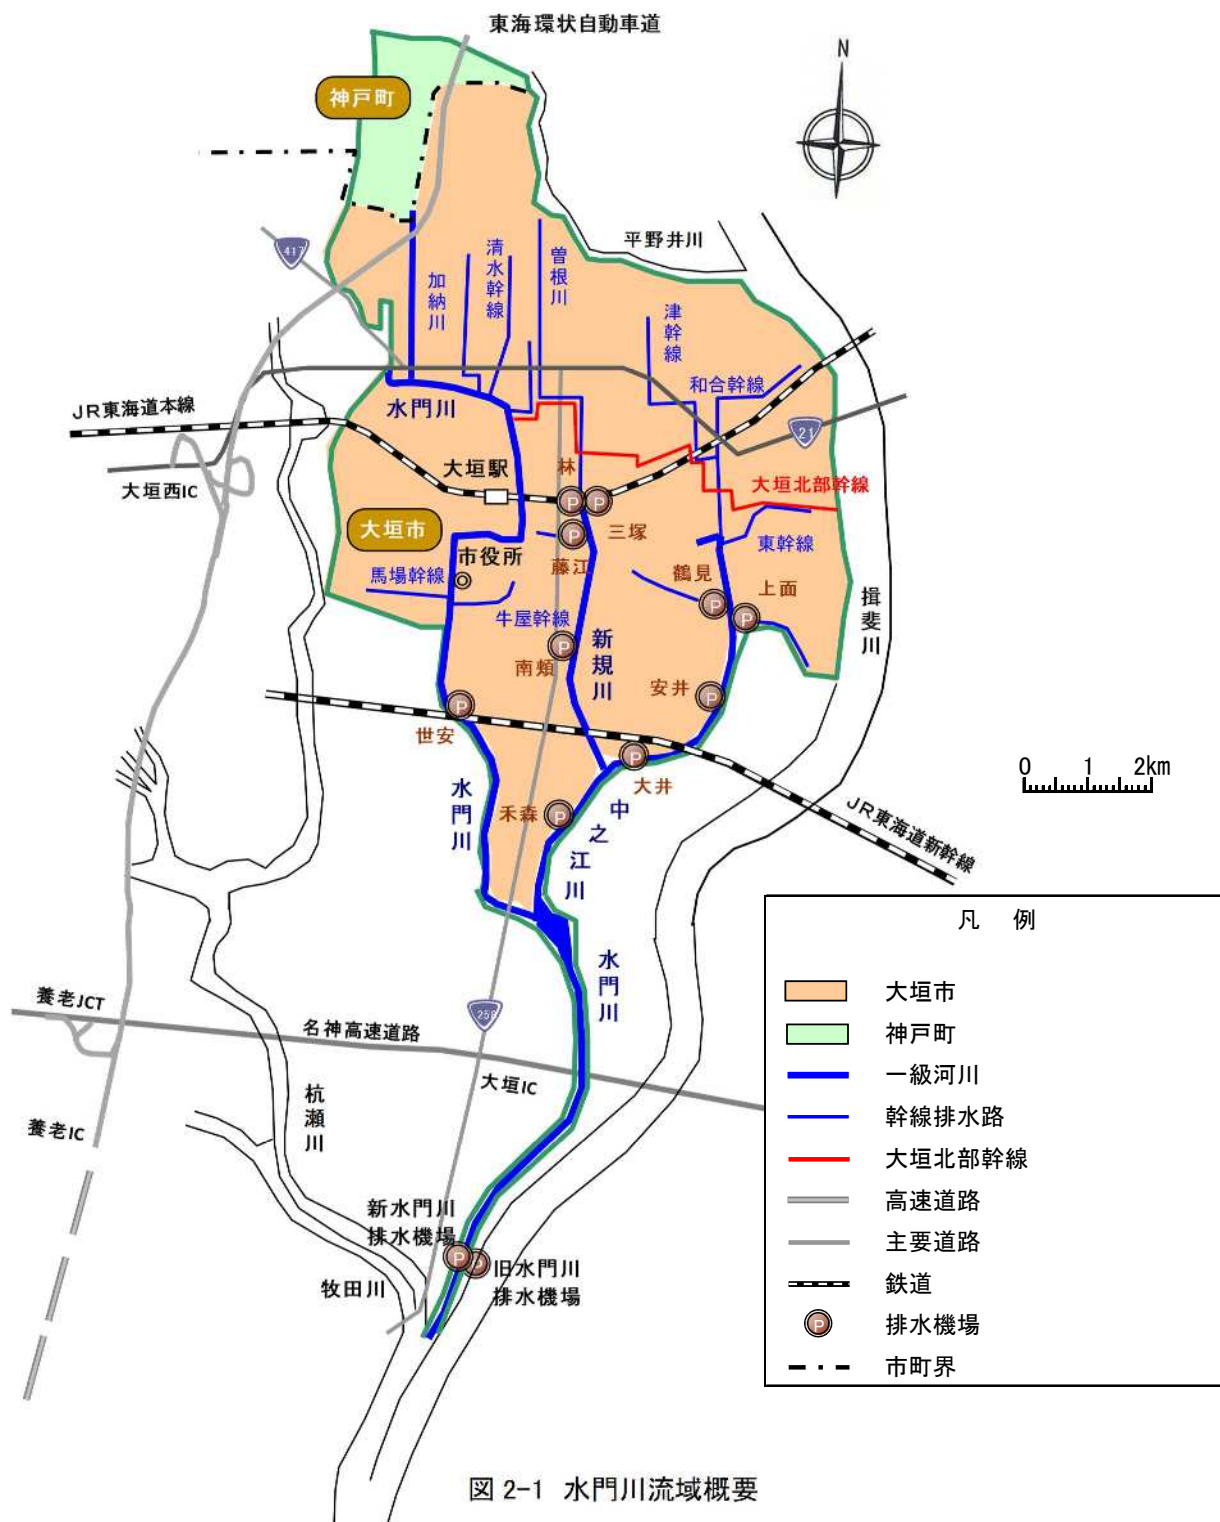 東海環状自動車道
N
神戸町
平野井川
417
加納川
清水幹線
曽根川
津幹線
和合幹線
JR東海道本線
水門川
21
大垣駅
林
大垣西IC
大垣北部幹線
大垣市
三塚
市役所
藤江
東幹線
馬場幹線
鶴見
上面
揖斐川
牛屋幹線
新規川
南頬
安井
世安
水門川
大井
0 1 2km
禾森
中之江川
JR東海道新幹線
凡 例
大垣市
神戸町
一級河川
幹線排水路
大垣北部幹線
高速道路
主要道路
鉄道
P
排水機場
市町界
水門川
養老JCT
258
名神高速道路
大垣IC
杭瀬川
養老IC
新水門川
排水機場
旧水門川
排水機場
牧田川
図 2-1 水門川流域概要